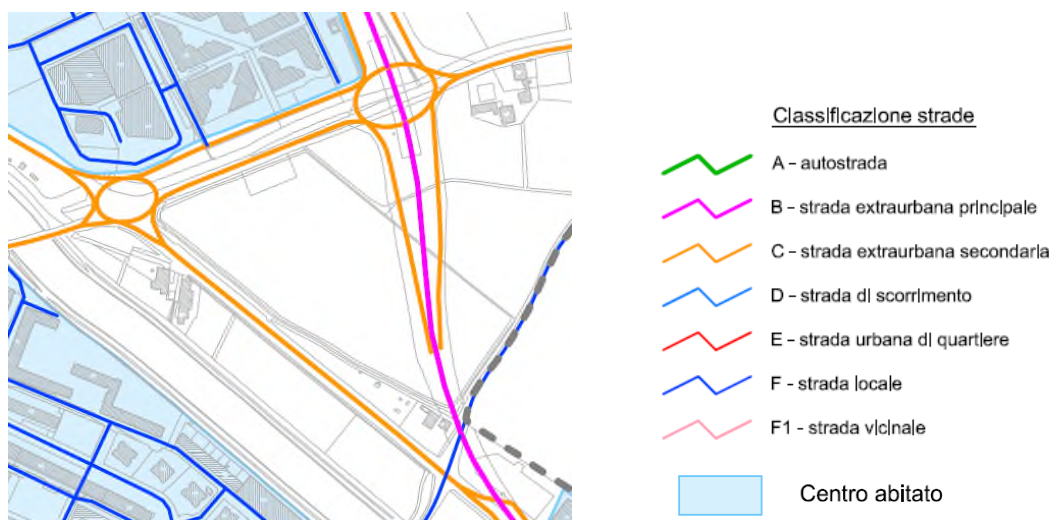 Classificazione strade
A - autostrada
B - strada extraurbana principale
C - strada extraurbana secondaria
D - strada di scorrimento
E - strada urbana di quartiere
F - strada locale
F1 - strada vicinale
Centro abitato